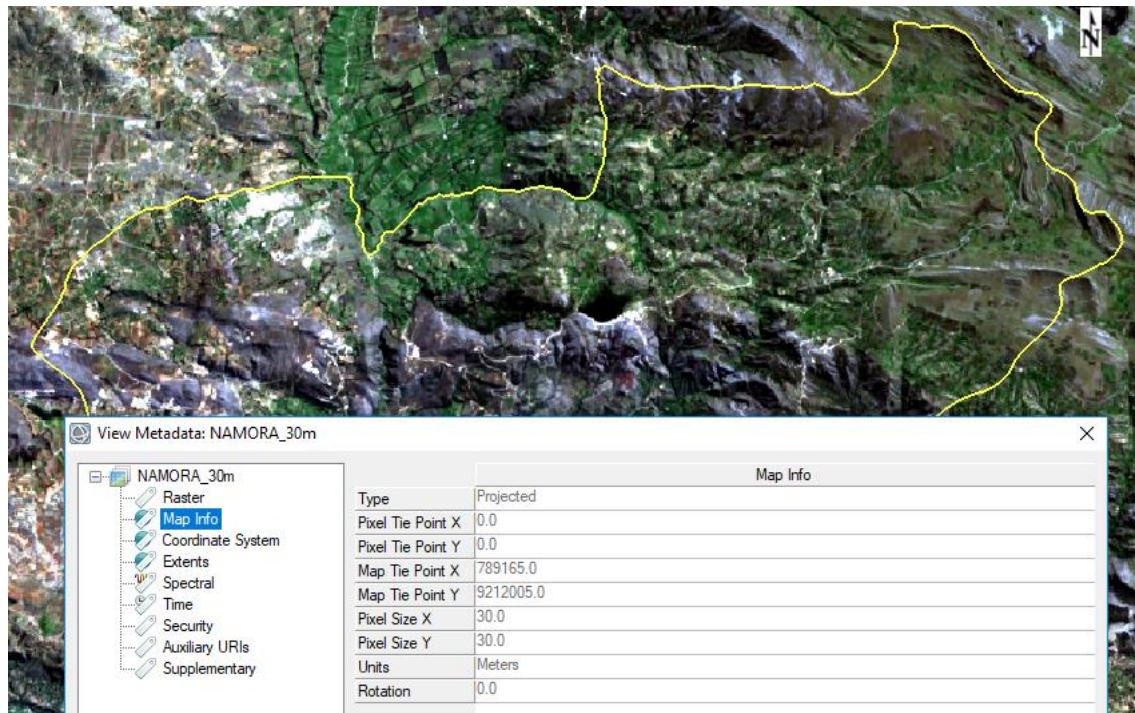 N
View Metadata: NAMORA_30m
NAMORA_30m
Raster
Map Info
Coordinate System
Extents
Spectral
Time
Security
Auxiliary URIs
Supplementary
Map Info
Type Projected
Pixel Tie Point X 0.0
Pixel Tie Point Y 0.0
Map Tie Point X 789165.0
Map Tie Point Y 9212005.0
Pixel Size X 30.0
Pixel Size Y 30.0
Units Meters
Rotation 0.0